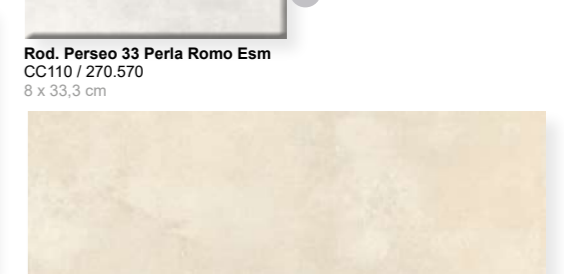 Rod. Perseo 33 Perla Romo Esm
CC110 / 270.570
8 x 33,3 cm